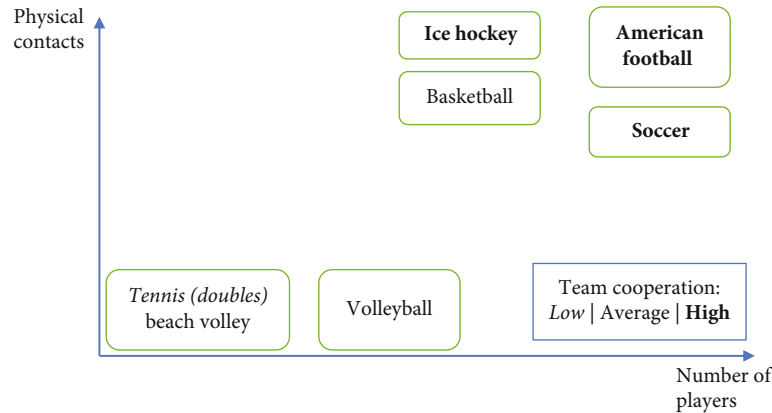 Physical
contacts
Ice hockey
American
football
Basketball
Soccer
Tennis (doubles)
beach volley
Volleyball
Team cooperation:
Low | Average | High
Number of
players